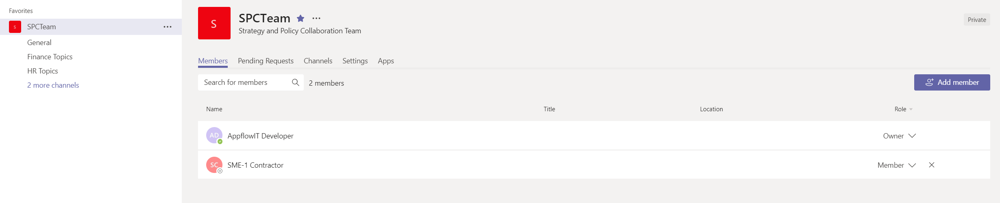 Favorites
S
SPCTeam
General
Finance Topics
HR Topics
2 more channels
S
SPCTeam
Strategy and Policy Collaboration Team
Private
Members Pending Requests Channels Settings Apps
Search for members
2 members
Add member
Name Title Location Role
AD AppflowIT Developer Owner
SC SME-1 Contractor Member